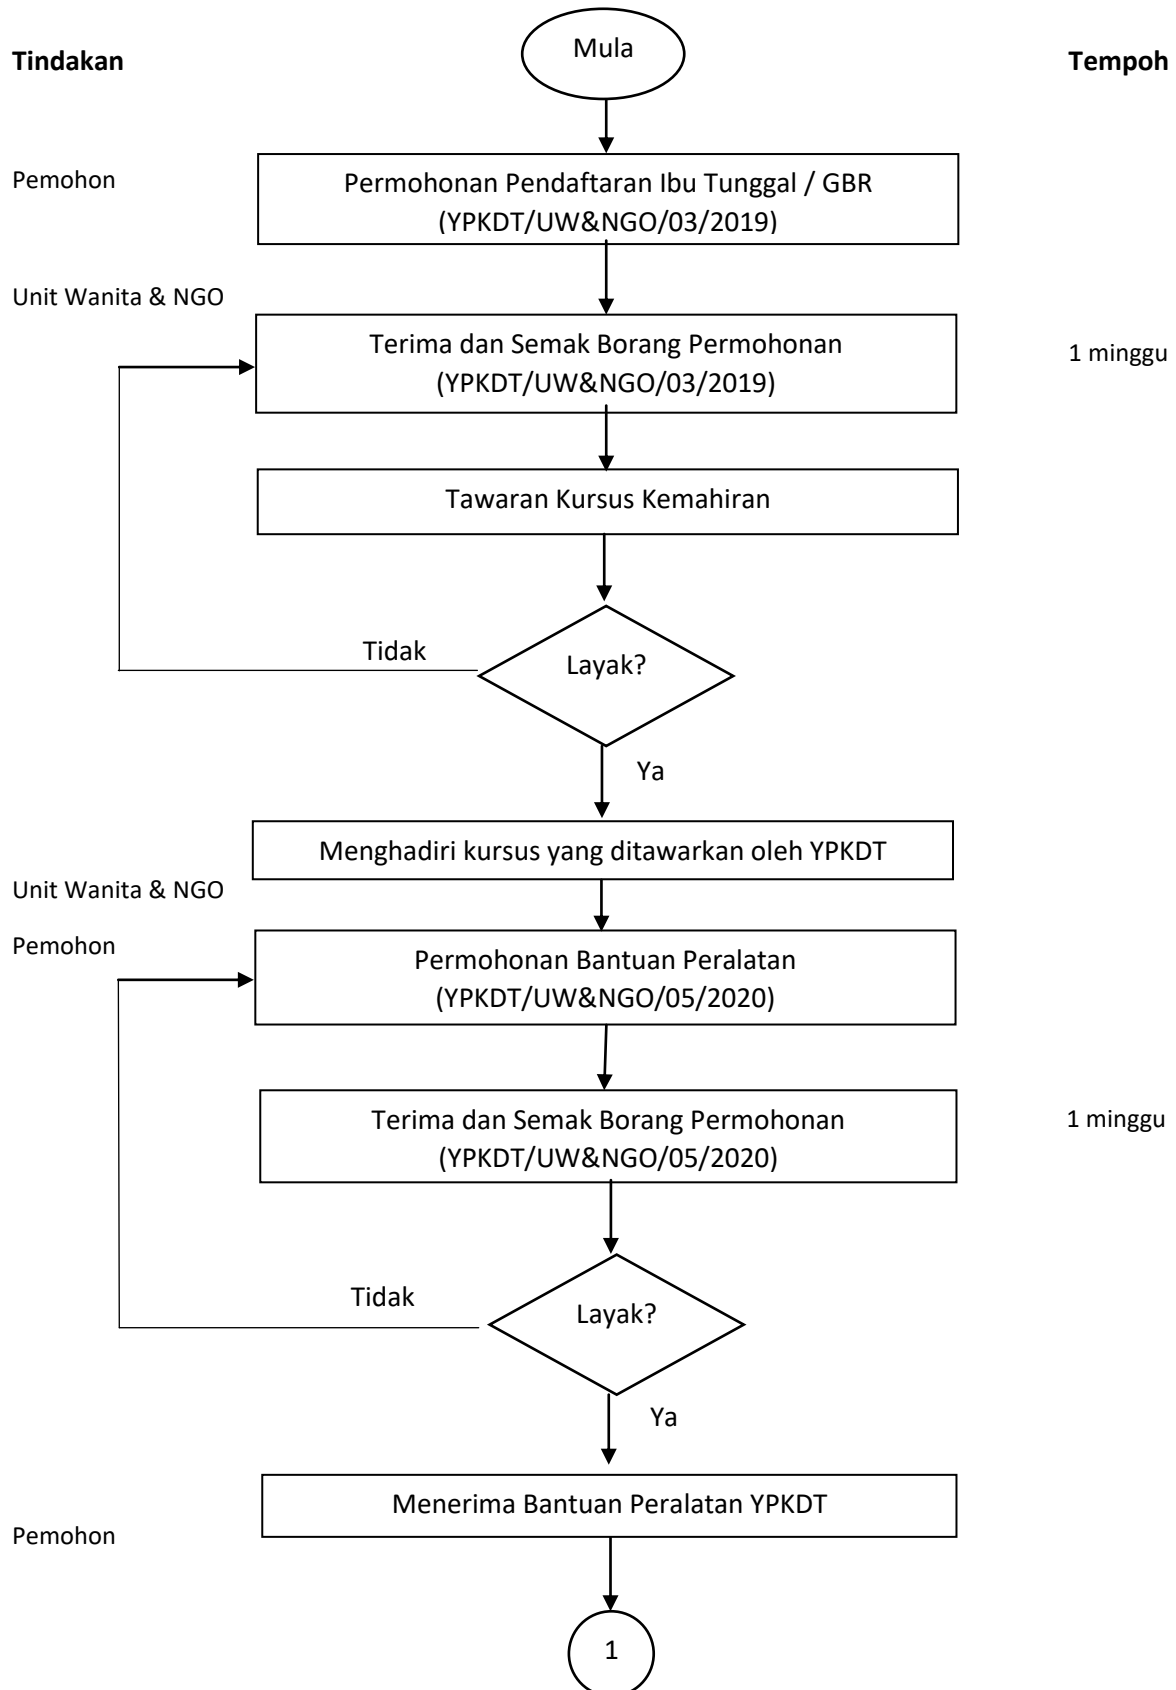 Mula
Tindakan
Tempoh
Pemohon
Permohonan Pendaftaran Ibu Tunggal / GBR
(YPKDT/UW&NGO/03/2019)
Unit Wanita & NGO
Terima dan Semak Borang Permohonan
(YPKDT/UW&NGO/03/2019)
1 minggu
Tawaran Kursus Kemahiran
Tidak
Layak?
Ya
Menghadiri kursus yang ditawarkan oleh YPKDT
Unit Wanita & NGO
Pemohon
Permohonan Bantuan Peralatan
(YPKDT/UW&NGO/05/2020)
Terima dan Semak Borang Permohonan
(YPKDT/UW&NGO/05/2020)
1 minggu
Tidak
Layak?
Ya
Menerima Bantuan Peralatan YPKDT
Pemohon
1